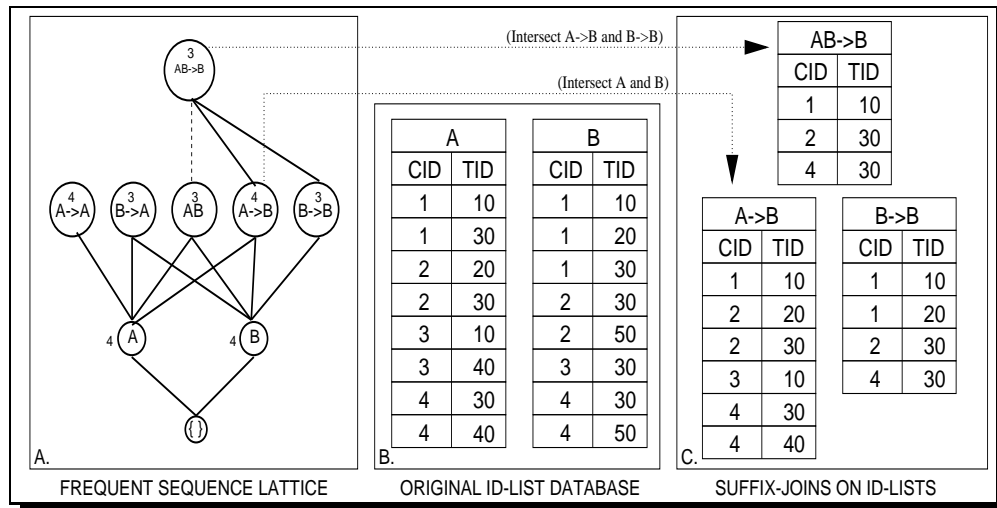 3
AB->B
4
A->A
3
B->A
3
AB
4
A->B
3
B->B
4 A
4 B
{ }
A.
FREQUENT SEQUENCE LATTICE
(Intersect A->B and B->B)
(Intersect A and B)
A
CID TID
1 10
1 30
2 20
2 30
3 10
3 40
4 30
4 40
B
CID TID
1 10
1 20
1 30
2 30
2 50
3 30
4 30
4 50
B.
ORIGINAL ID-LIST DATABASE
AB->B
CID TID
1 10
2 30
4 30
A->B
CID TID
1 10
2 20
2 30
3 10
4 30
4 40
B->B
CID TID
1 10
1 20
2 30
4 30
C.
SUFFIX-JOINS ON ID-LISTS